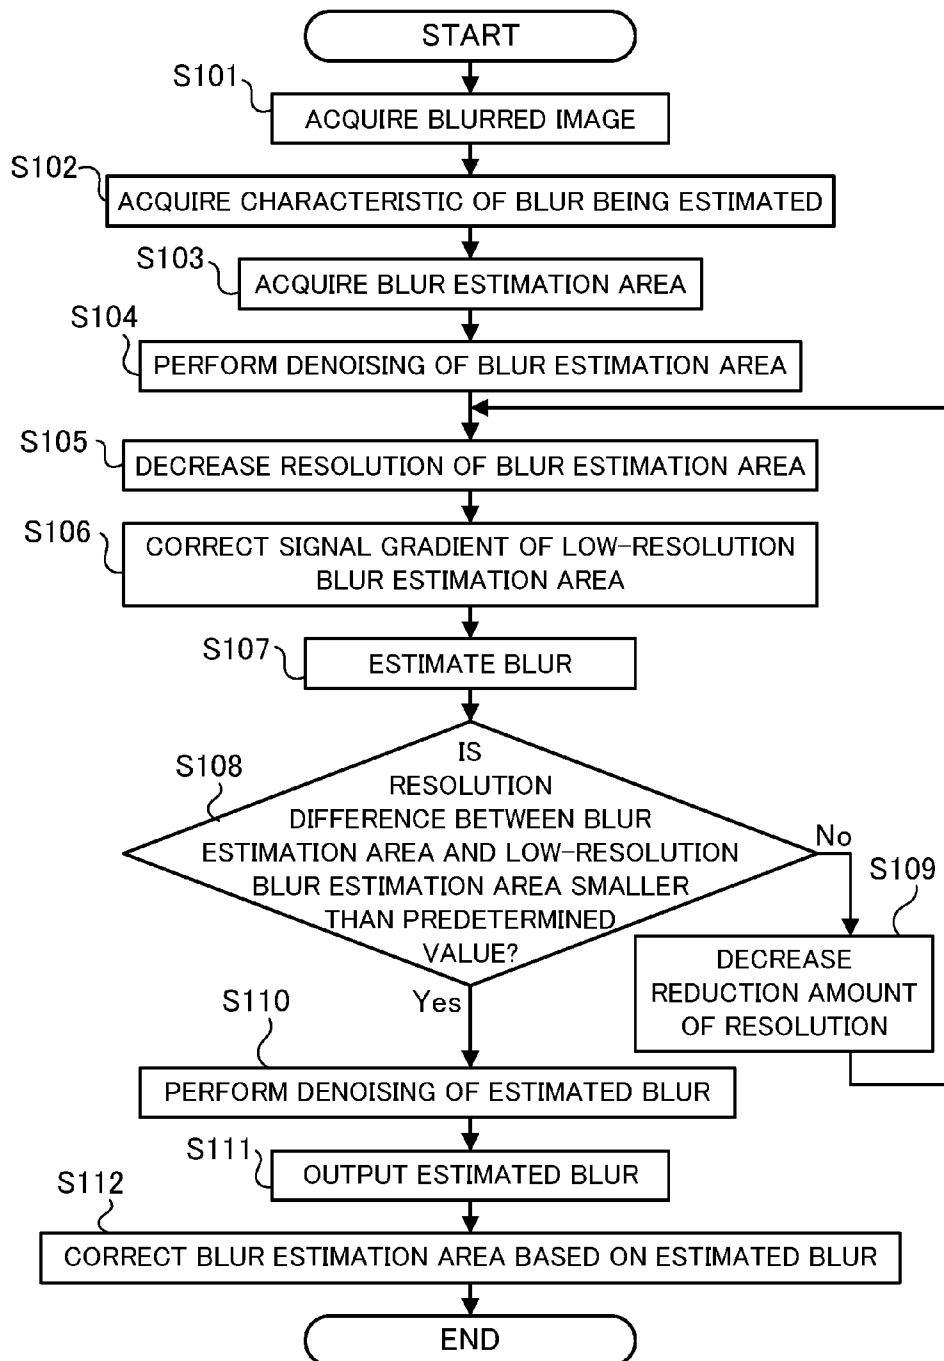 START
S101
ACQUIRE BLURRED IMAGE
S102
ACQUIRE CHARACTERISTIC OF BLUR BEING ESTIMATED
S103
ACQUIRE BLUR ESTIMATION AREA
S104
PERFORM DENOISING OF BLUR ESTIMATION AREA
S105
DECREASE RESOLUTION OF BLUR ESTIMATION AREA
S106
CORRECT SIGNAL GRADIENT OF LOW-RESOLUTION
BLUR ESTIMATION AREA
S107
ESTIMATE BLUR
S108
IS
RESOLUTION
DIFFERENCE BETWEEN BLUR
ESTIMATION AREA AND LOW-RESOLUTION
BLUR ESTIMATION AREA SMALLER
THAN PREDETERMINED
VALUE?
No
S109
DECREASE
REDUCTION AMOUNT
OF RESOLUTION
Yes
S110
PERFORM DENOISING OF ESTIMATED BLUR
S111
OUTPUT ESTIMATED BLUR
S112
CORRECT BLUR ESTIMATION AREA BASED ON ESTIMATED BLUR
END